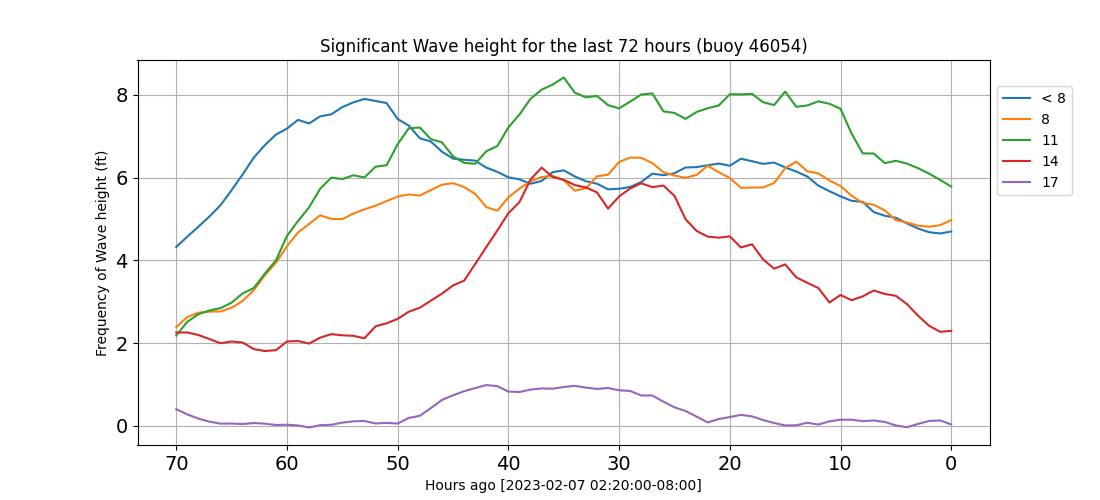 Significant Wave height for the last 72 hours (buoy 46054)
Frequency of Wave height (ft)
8
6
4
2
0
70 60 50 40 30 20 10 0
Hours ago [2023-02-07 02:20:00-08:00]
< 8
8
11
14
17